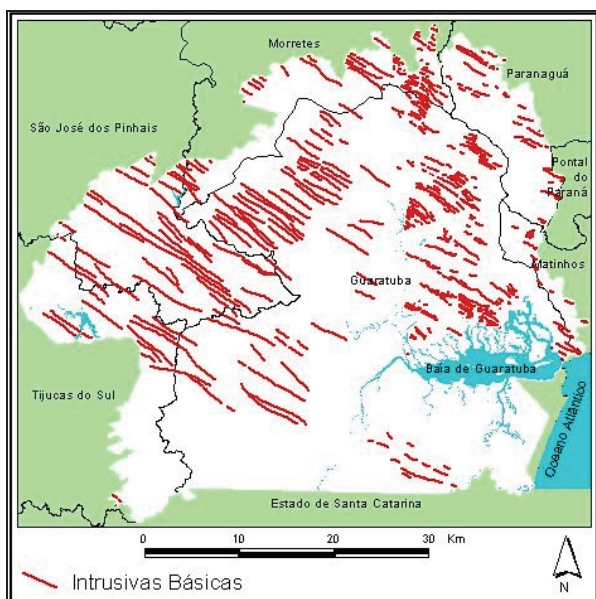 Morretes
Paranaguá
São José dos Pinhais
Pontal
do
Paraná
Matinhos
Guaratuba
Baía de Guaratuba
Tijucas do Sul
Oceano Atlântico
Estado de Santa Catarina
0 10 20 30 Km
Intrusivas Básicas
N